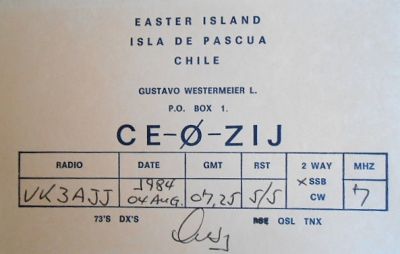 EASTER ISLAND
ISLA DE PASCUA
CHILE
GUSTAVO WESTERMEIER L.
P.O. BOX 1.
CE-Ø-ZIJ
RADIO DATE GMT RST 2 WAY MHZ
VK3AJJ 1984 04 AUG. 07,25 5/5 X SSB CW 7
73'S DX'S QSL TNX